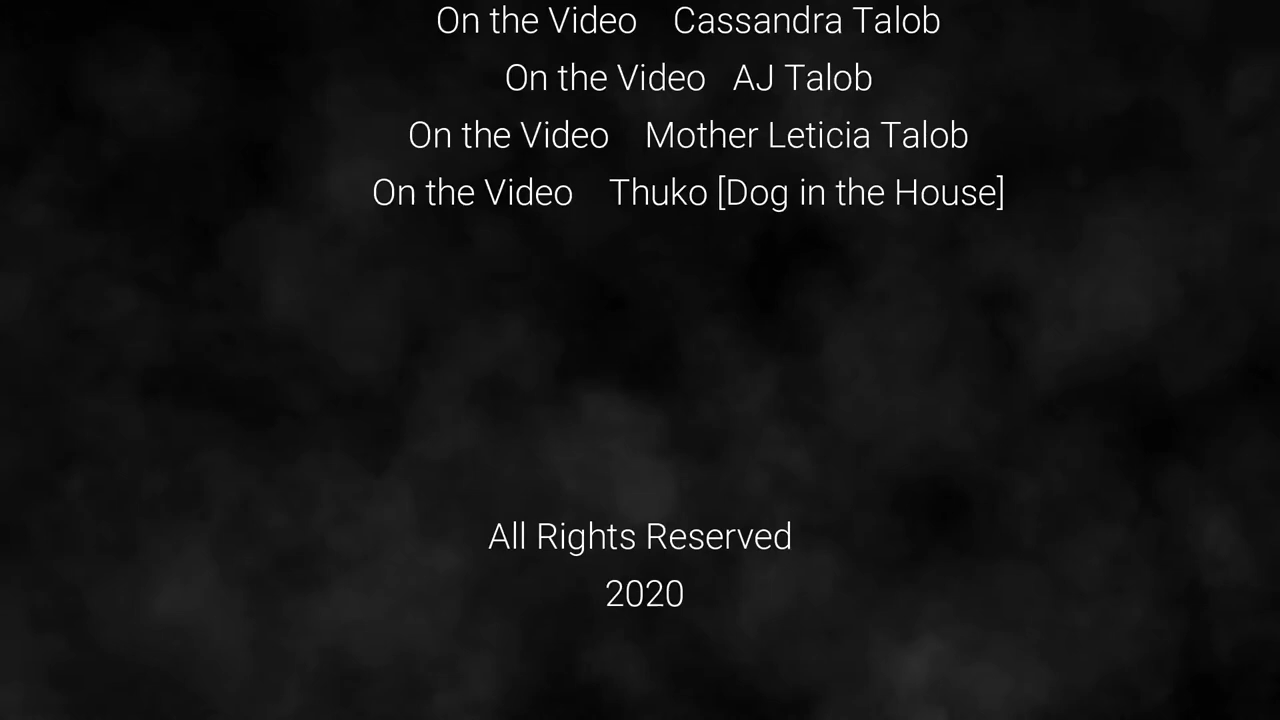 On the Video    Cassandra Talob
On the Video   AJ Talob
On the Video    Mother Leticia Talob
On the Video    Thuko [Dog in the House]
All Rights Reserved
2020